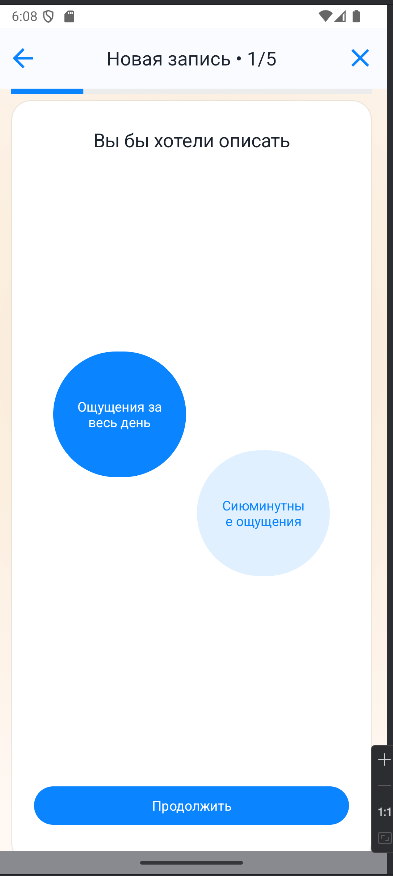 6:08
Новая запись • 1/5
Вы бы хотели описать
Ощущения за
весь день
Сиюминутны
е ощущения
Продолжить
1:1